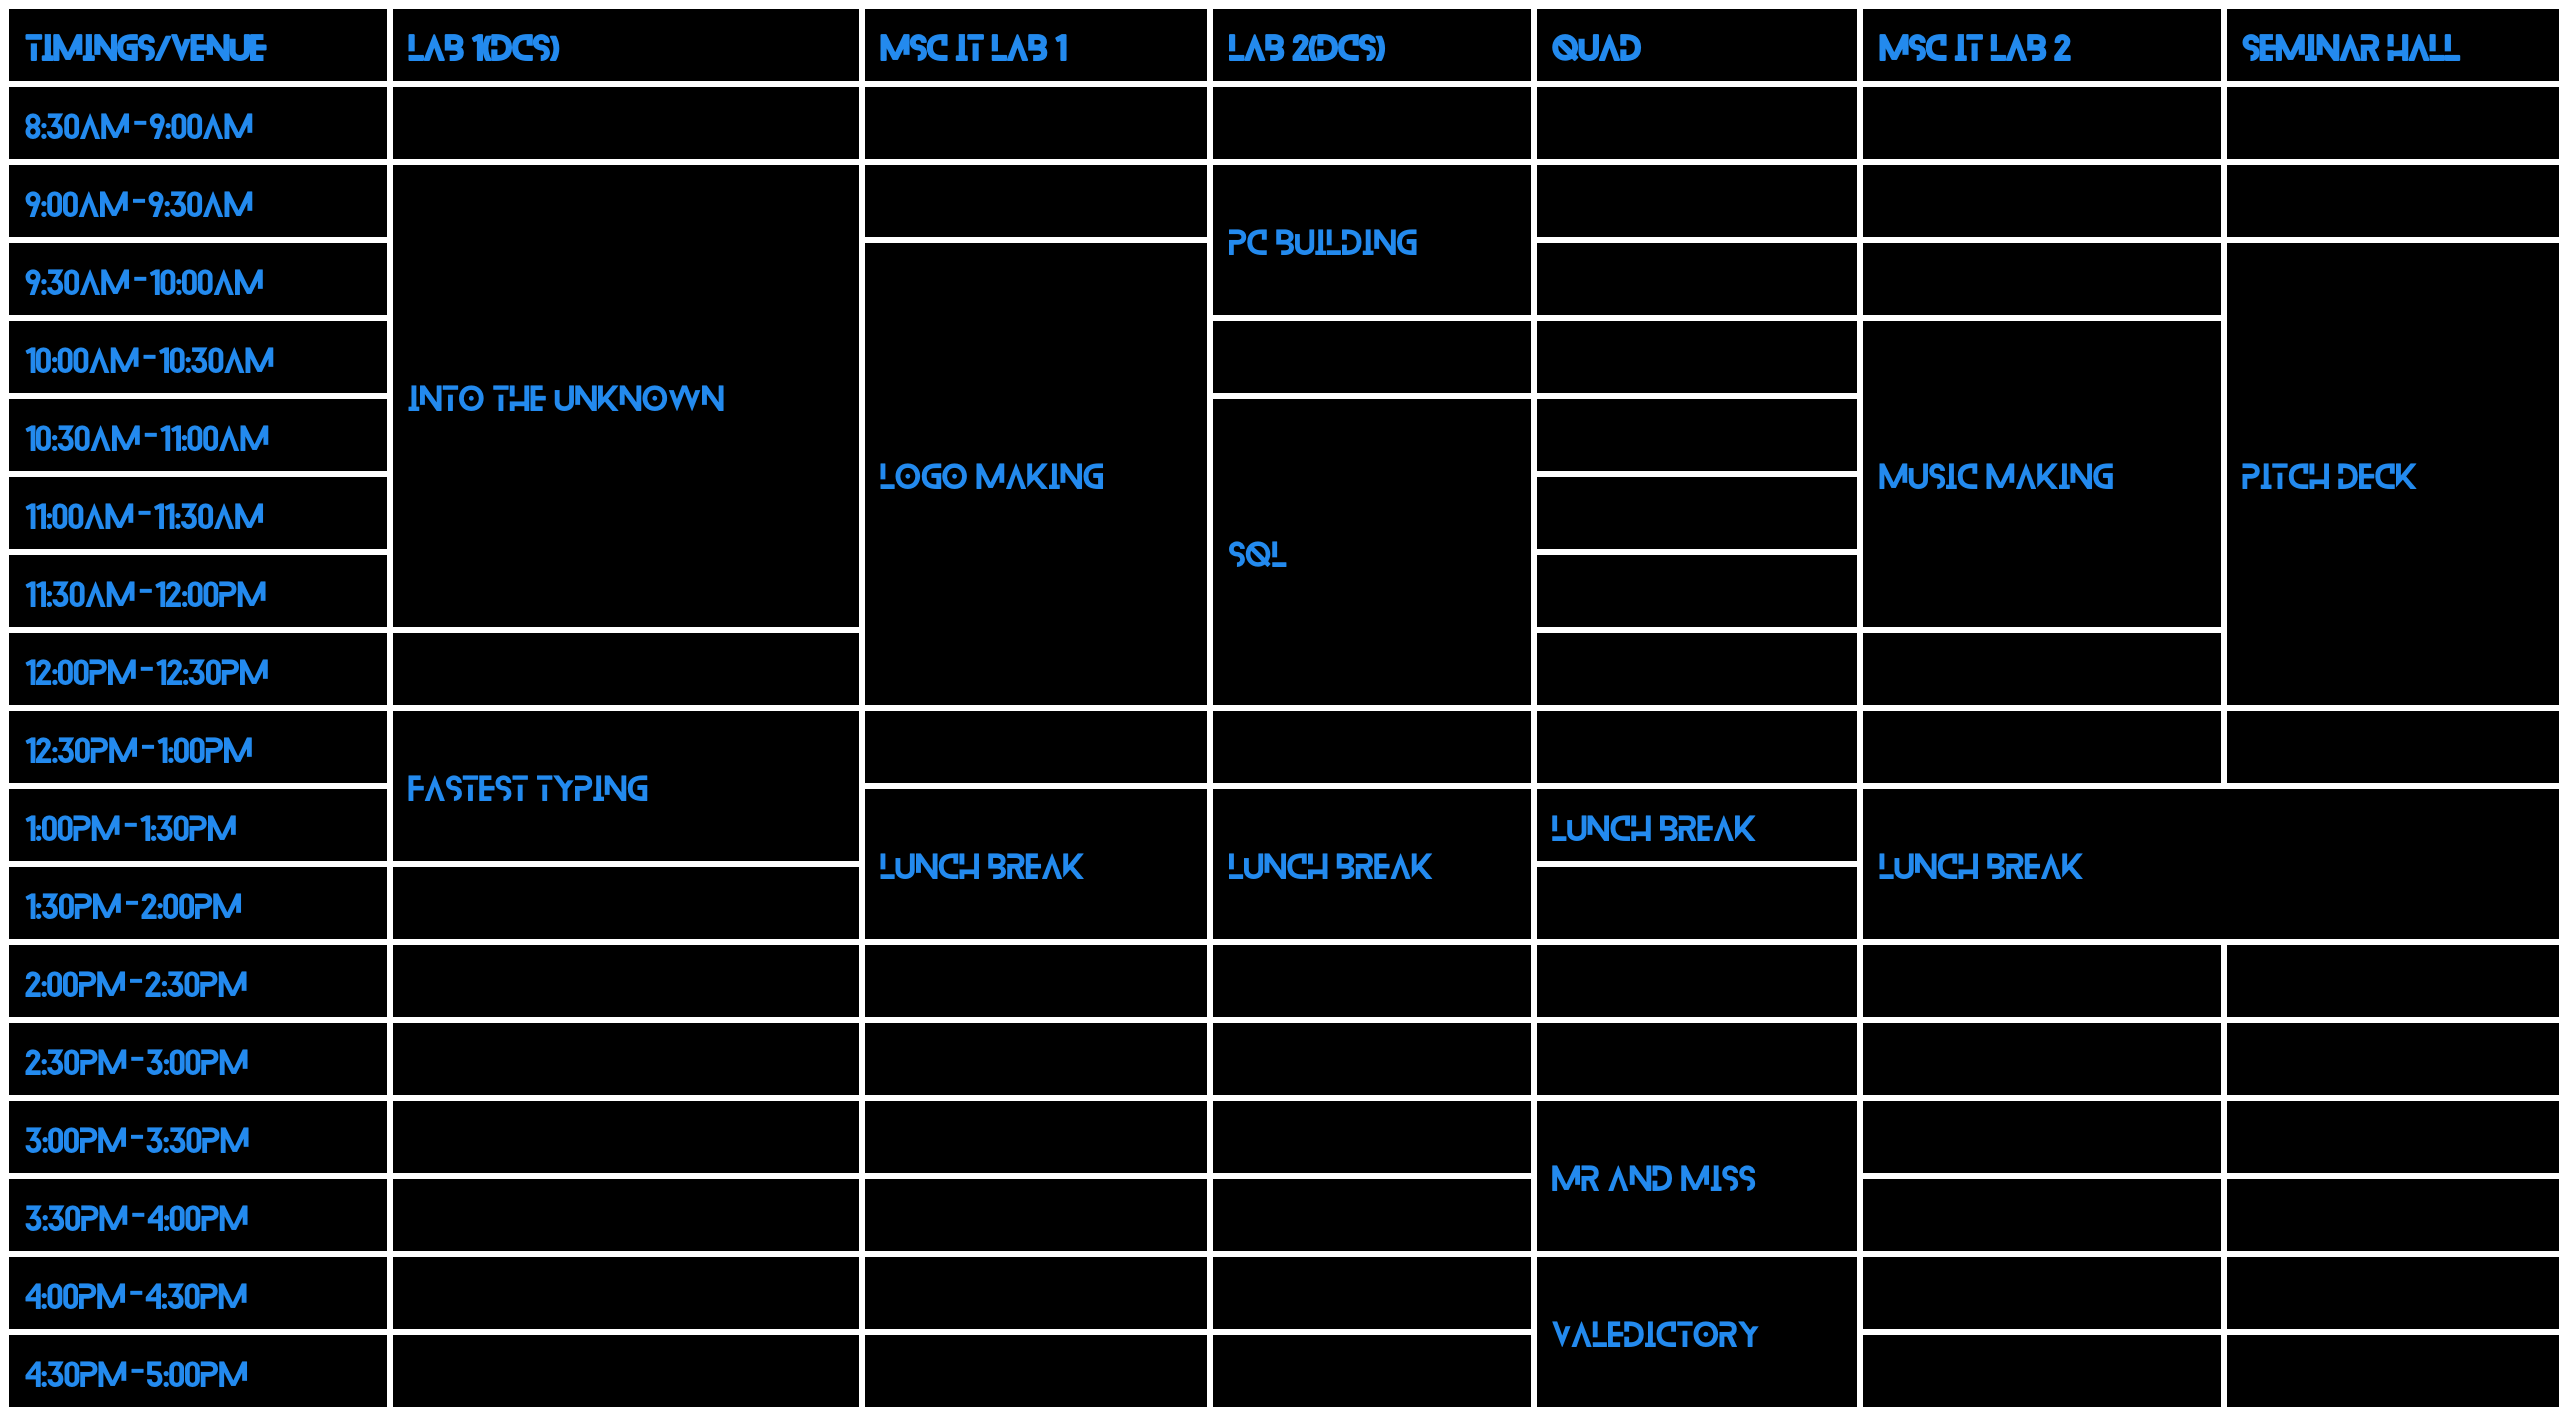 TIMINGS/VENUE LAB 1(DCS) MSC IT LAB 1 LAB 2(DCS) QUAD MSC IT LAB 2 SEMINAR HALL
8:30AM-9:00AM
9:00AM-9:30AM
PC BUILDING
9:30AM-10:00AM
10:00AM-10:30AM
INTO THE UNKNOWN
10:30AM-11:00AM
LOGO MAKING MUSIC MAKING PITCH DECK
11:00AM-11:30AM
SQL
11:30AM-12:00PM
12:00PM-12:30PM
12:30PM-1:00PM
FASTEST TYPING
1:00PM-1:30PM LUNCH BREAK
LUNCH BREAK LUNCH BREAK LUNCH BREAK
1:30PM-2:00PM
2:00PM-2:30PM
2:30PM-3:00PM
3:00PM-3:30PM
MR AND MISS
3:30PM-4:00PM
4:00PM-4:30PM
VALEDICTORY
4:30PM-5:00PM